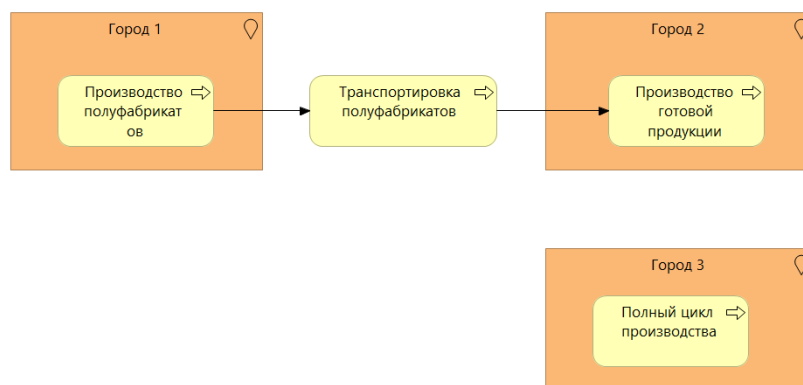 Город 1
Производство
полуфабрикат
ов
Транспортировка
полуфабрикатов
Город 2
Производство
готовой
продукции
Город 3
Полный цикл
производства